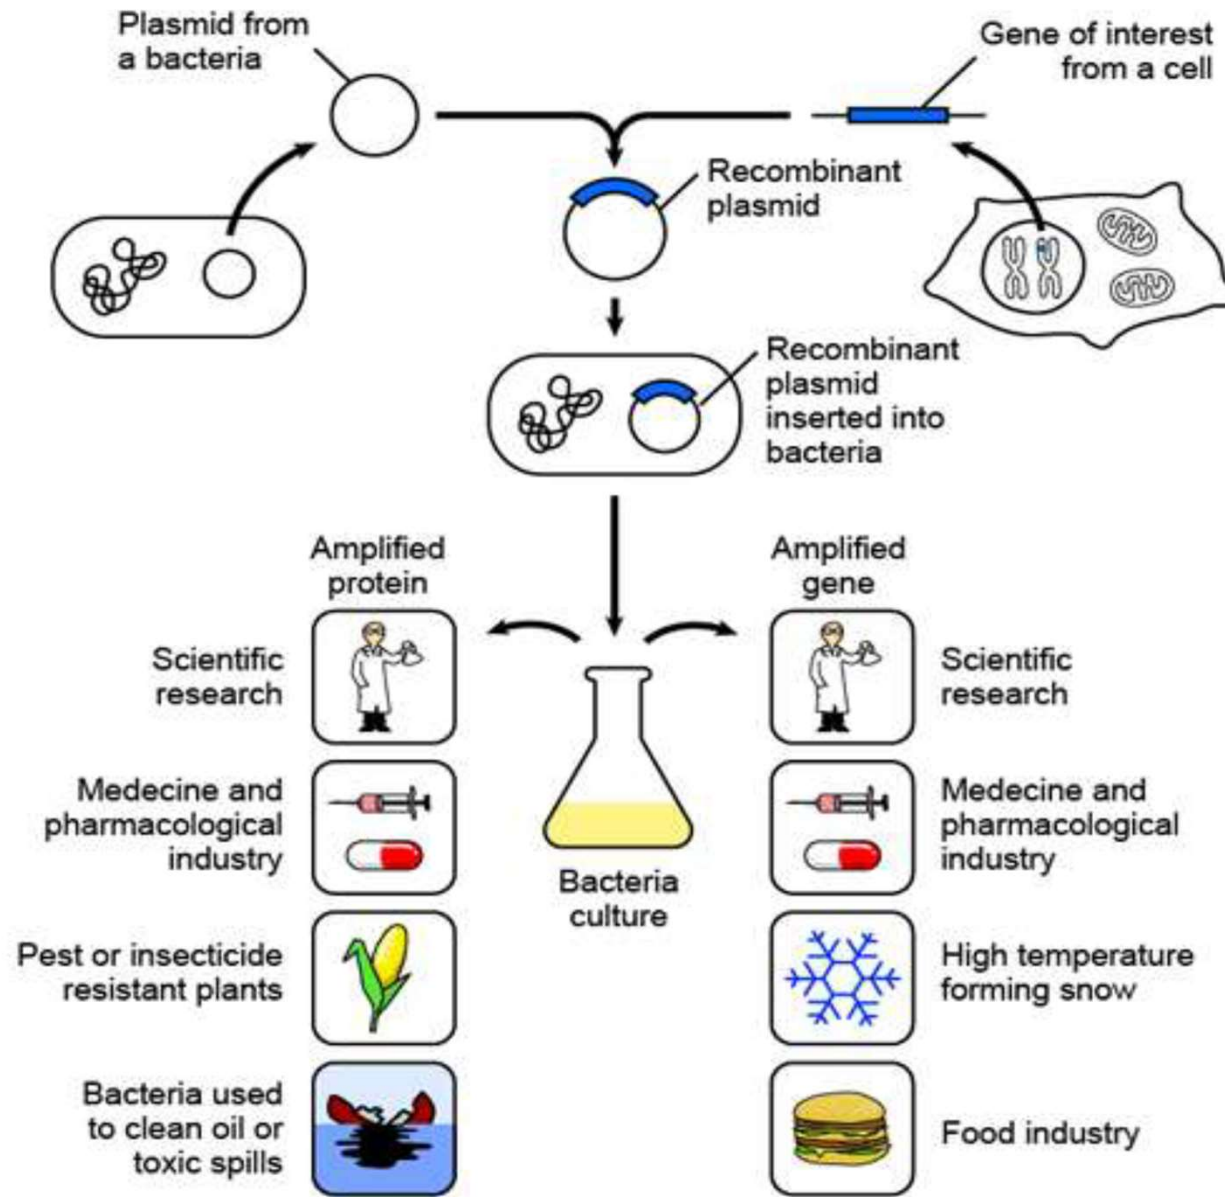 Plasmid from
a bacteria
Gene of interest
from a cell
Recombinant
plasmid
Recombinant
plasmid
inserted into
bacteria
Amplified
protein
Amplified
gene
Scientific
research
Scientific
research
Medecine and
pharmacological
industry
Bacteria
culture
Medecine and
pharmacological
industry
Pest or insecticide
resistant plants
High temperature
forming snow
Bacteria used
to clean oil or
toxic spills
Food industry